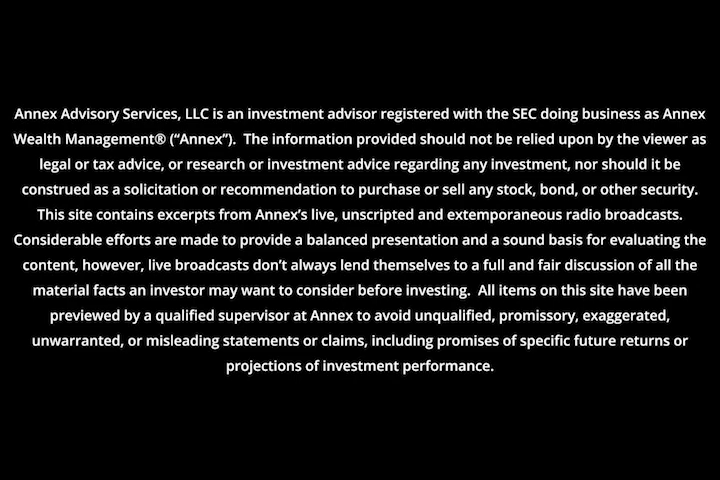 Annex Advisory Services, LLC is an investment advisor registered with the SEC doing business as Annex
Wealth Management® (“Annex”).  The information provided should not be relied upon by the viewer as
legal or tax advice, or research or investment advice regarding any investment, nor should it be
construed as a solicitation or recommendation to purchase or sell any stock, bond, or other security.
This site contains excerpts from Annex’s live, unscripted and extemporaneous radio broadcasts.
Considerable efforts are made to provide a balanced presentation and a sound basis for evaluating the
content, however, live broadcasts don’t always lend themselves to a full and fair discussion of all the
material facts an investor may want to consider before investing.  All items on this site have been
previewed by a qualified supervisor at Annex to avoid unqualified, promissory, exaggerated,
unwarranted, or misleading statements or claims, including promises of specific future returns or
projections of investment performance.